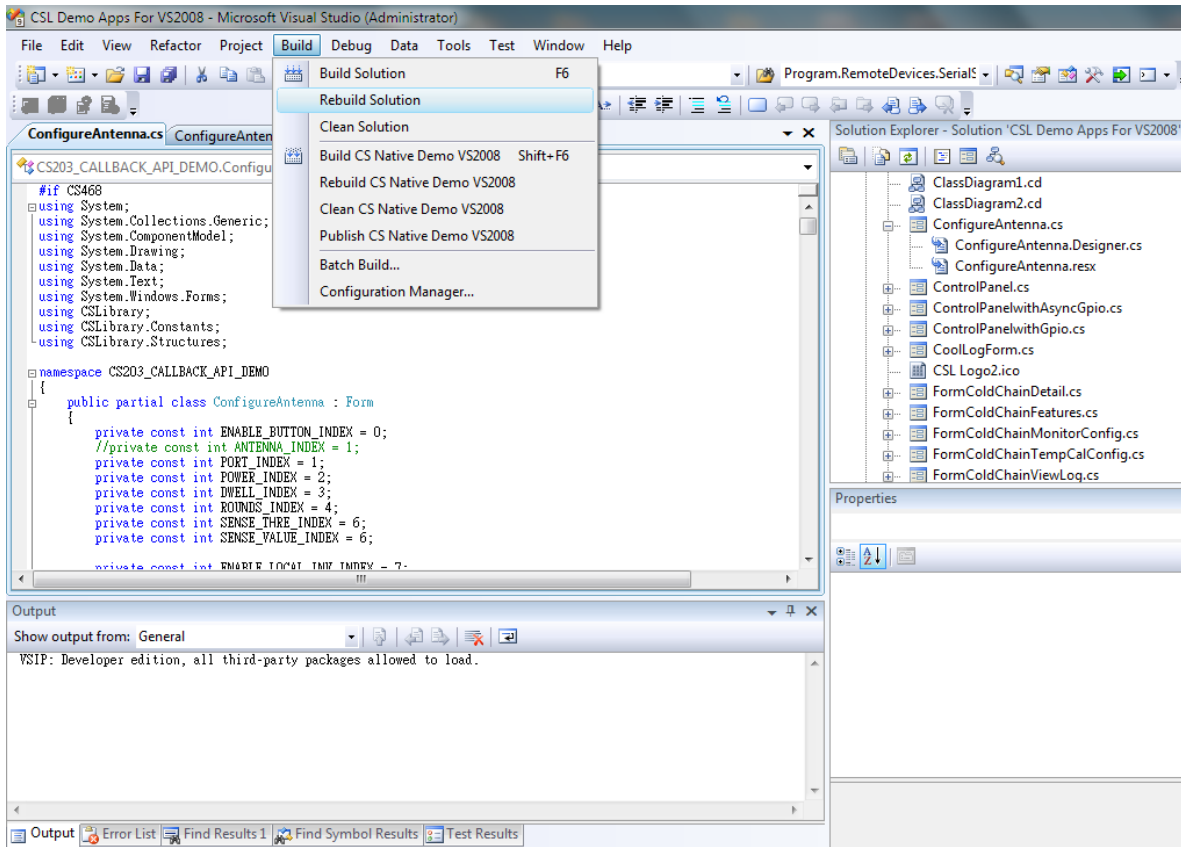 CSL Demo Apps For VS2008 - Microsoft Visual Studio (Administrator)
File Edit View Refactor Project Build Debug Data Tools Test Window Help
Program.RemoteDevices.SerialS
Build Solution F6
Rebuild Solution
Clean Solution
Build CS Native Demo VS2008 Shift+F6
Rebuild CS Native Demo VS2008
Clean CS Native Demo VS2008
Publish CS Native Demo VS2008
Batch Build...
Configuration Manager...
ConfigureAntenna.cs ConfigureAnten
CS203_CALLBACK_API_DEMO.Configu
#if CS468
using System;
using System.Collections.Generic;
using System.ComponentModel;
using System.Drawing;
using System.Data;
using System.Text;
using System.Windows.Forms;
using CSLibrary;
using CSLibrary.Constants;
using CSLibrary.Structures;
namespace CS203_CALLBACK_API_DEMO
{
public partial class ConfigureAntenna : Form
{
private const int ENABLE_BUTTON_INDEX = 0;
//private const int ANTENNA_INDEX = 1;
private const int PORT_INDEX = 1;
private const int POWER_INDEX = 2;
private const int DWELL_INDEX = 3;
private const int ROUNDS_INDEX = 4;
private const int SENSE_THRE_INDEX = 6;
private const int SENSE_VALUE_INDEX = 6;
private const int ENABLE_LOCAL_INV_INDEX = 7;
Solution Explorer - Solution 'CSL Demo Apps For VS2008'
ClassDiagram1.cd
ClassDiagram2.cd
ConfigureAntenna.cs
ConfigureAntenna.Designer.cs
ConfigureAntenna.resx
ControlPanel.cs
ControlPanelwithAsyncGpio.cs
ControlPanelwithGpio.cs
CoolLogForm.cs
CSL Logo2.ico
FormColdChainDetail.cs
FormColdChainFeatures.cs
FormColdChainMonitorConfig.cs
FormColdChainTempCalConfig.cs
FormColdChainViewLog.cs
Properties
Output
Show output from: General
VSIP: Developer edition, all third-party packages allowed to load.
Output Error List Find Results 1 Find Symbol Results Test Results